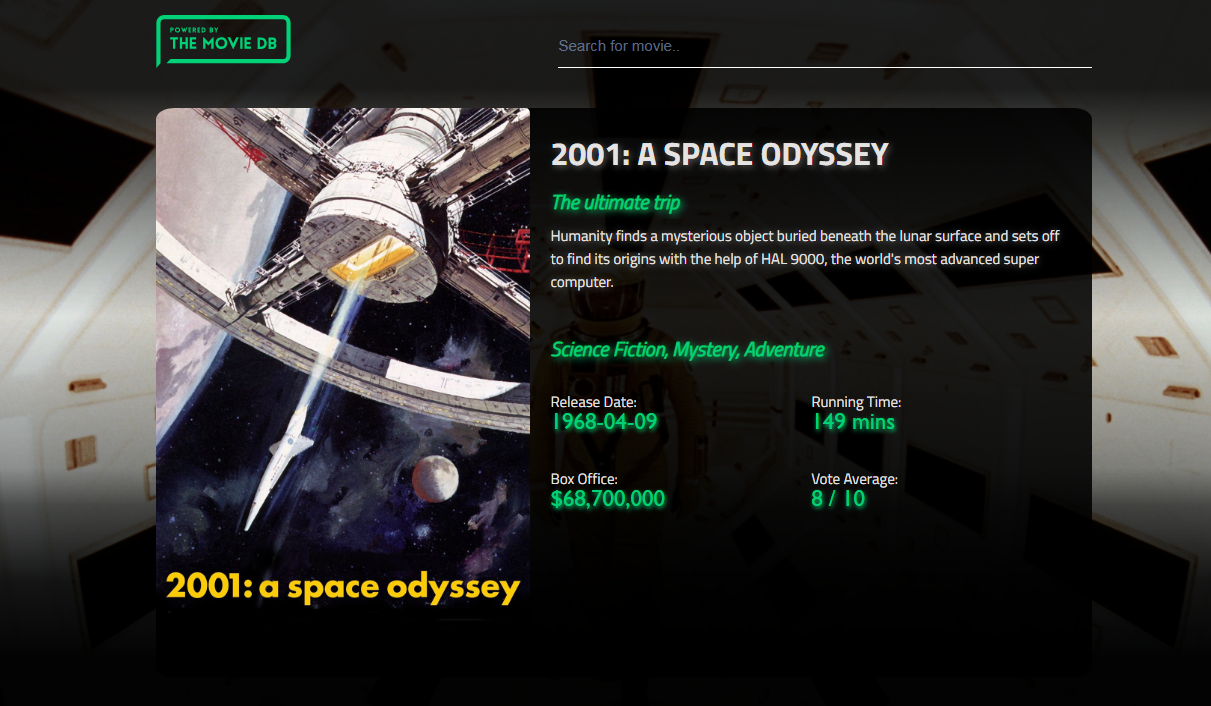 POWERED BY
THE MOVIE DB
Search for movie..
2001: A SPACE ODYSSEY
The ultimate trip
Humanity finds a mysterious object buried beneath the lunar surface and sets off
to find its origins with the help of HAL 9000, the world's most advanced super
computer.
Science Fiction, Mystery, Adventure
Release Date:
1968-04-09
Running Time:
149 mins
Box Office:
$68,700,000
Vote Average:
8 / 10
2001: a space odyssey